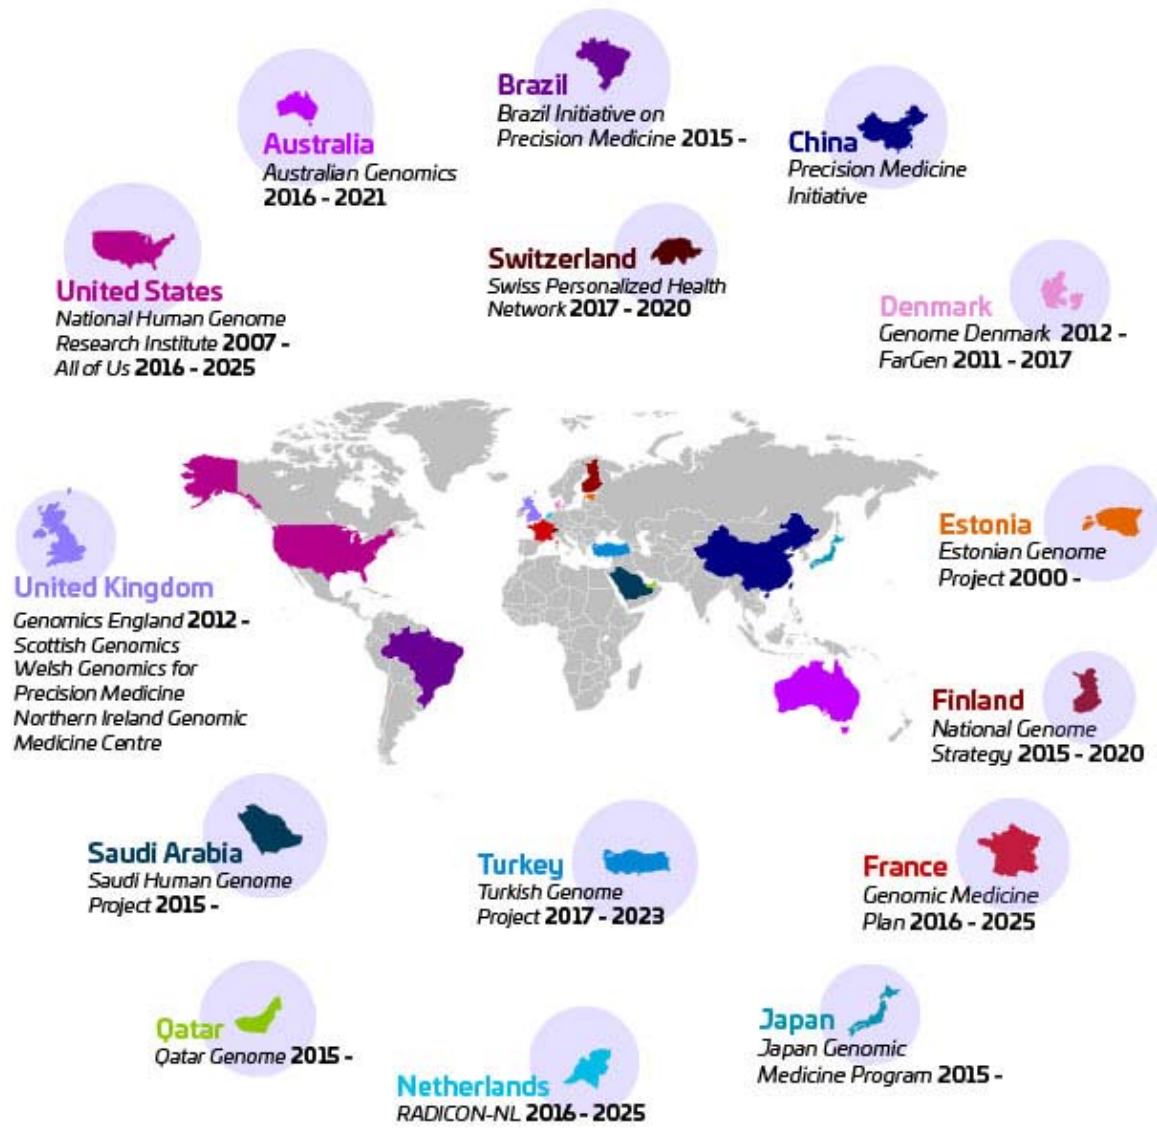 Brazil
Brazil Initiative on
Precision Medicine 2015 -
Australia
Australian Genomics
2016 - 2021
China
Precision Medicine
Initiative
United States
National Human Genome
Research Institute 2007 -
All of Us 2016 - 2025
Switzerland
Swiss Personalized Health
Network 2017 - 2020
Denmark
Genome Denmark 2012 -
FarGen 2011 - 2017
United Kingdom
Genomics England 2012 -
Scottish Genomics
Welsh Genomics for
Precision Medicine
Northern Ireland Genomic
Medicine Centre
Estonia
Estonian Genome
Project 2000 -
Finland
National Genome
Strategy 2015 - 2020
Saudi Arabia
Saudi Human Genome
Project 2015 -
Turkey
Turkish Genome
Project 2017 - 2023
France
Genomic Medicine
Plan 2016 - 2025
Qatar
Qatar Genome 2015 -
Netherlands
RADICON-NL 2016 - 2025
Japan
Japan Genomic
Medicine Program 2015 -